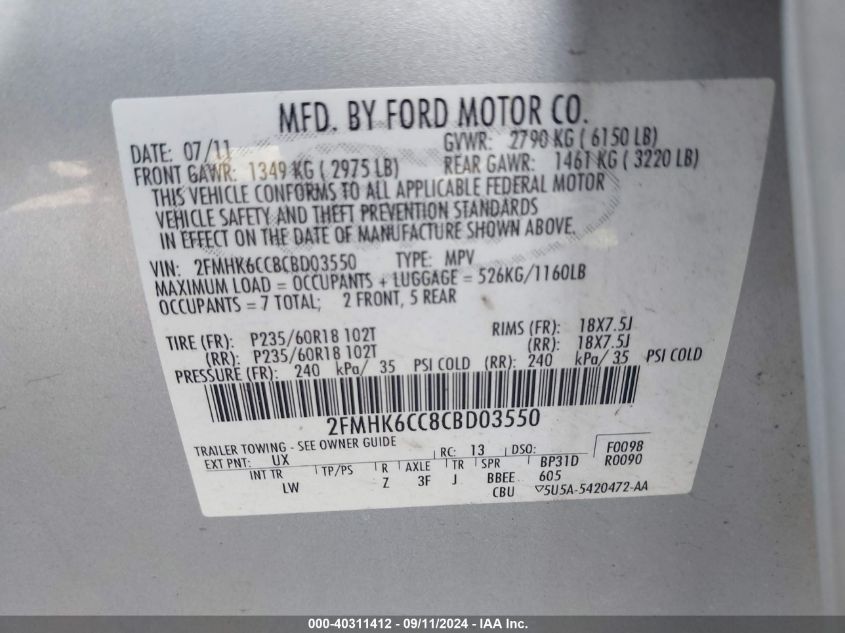 MFD. BY FORD MOTOR CO.
DATE: 07/11 GVWR: 2790 KG ( 6150 LB)
FRONT GAWR: 1349 KG ( 2975 LB) REAR GAWR: 1461 KG ( 3220 LB)
THIS VEHICLE CONFORMS TO ALL APPLICABLE FEDERAL MOTOR
VEHICLE SAFETY AND THEFT PREVENTION STANDARDS
IN EFFECT ON THE DATE OF MANUFACTURE SHOWN ABOVE.
VIN: 2FMHK6CC8CBD03550 TYPE: MPV
MAXIMUM LOAD = OCCUPANTS + LUGGAGE = 526KG/1160LB
OCCUPANTS = 7 TOTAL; 2 FRONT, 5 REAR
TIRE (FR): P235/60R18 102T RIMS (FR): 18X7.5J
(RR): P235/60R18 102T (RR): 18X7.5J
PRESSURE (FR): 240 kPa/ 35 PSI COLD (RR): 240 kPa/ 35 PSI COLD
2FMHK6CC8CBD03550
TRAILER TOWING - SEE OWNER GUIDE
EXT PNT: UX RC: 13 DSO: F0098
INT TR TP/PS R AXLE TR SPR BP31D R0090
LW Z 3F J BBEE 605
CBU ▽5U5A-5420472-AA
000-40311412 - 09/11/2024 - IAA Inc.